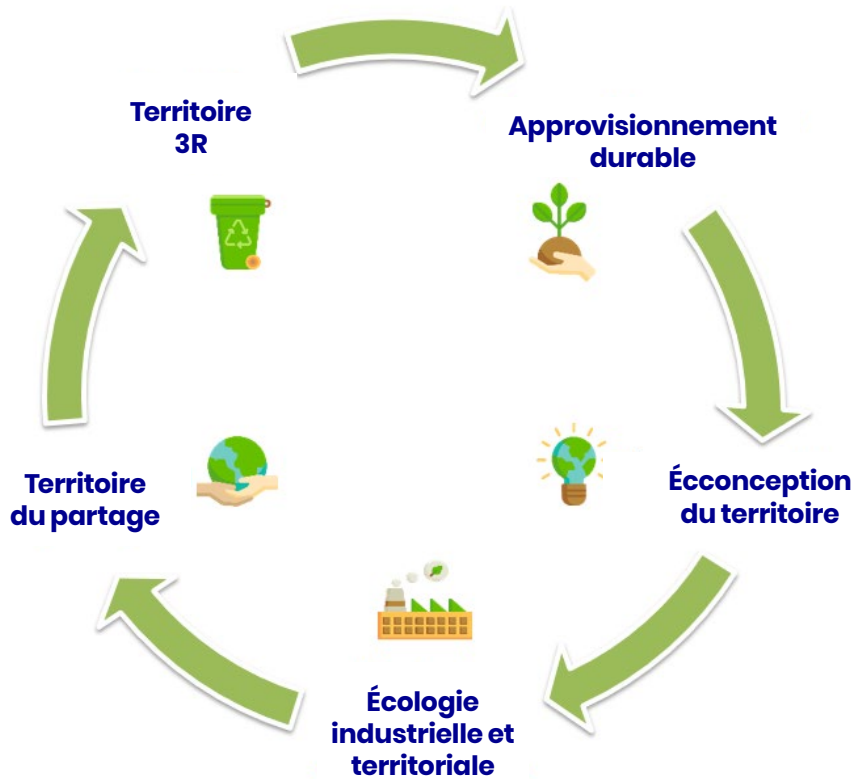 Territoire
3R
Approvisionnement
durable
Écconception
du territoire
Écologie
industrielle et
territoriale
Territoire
du partage